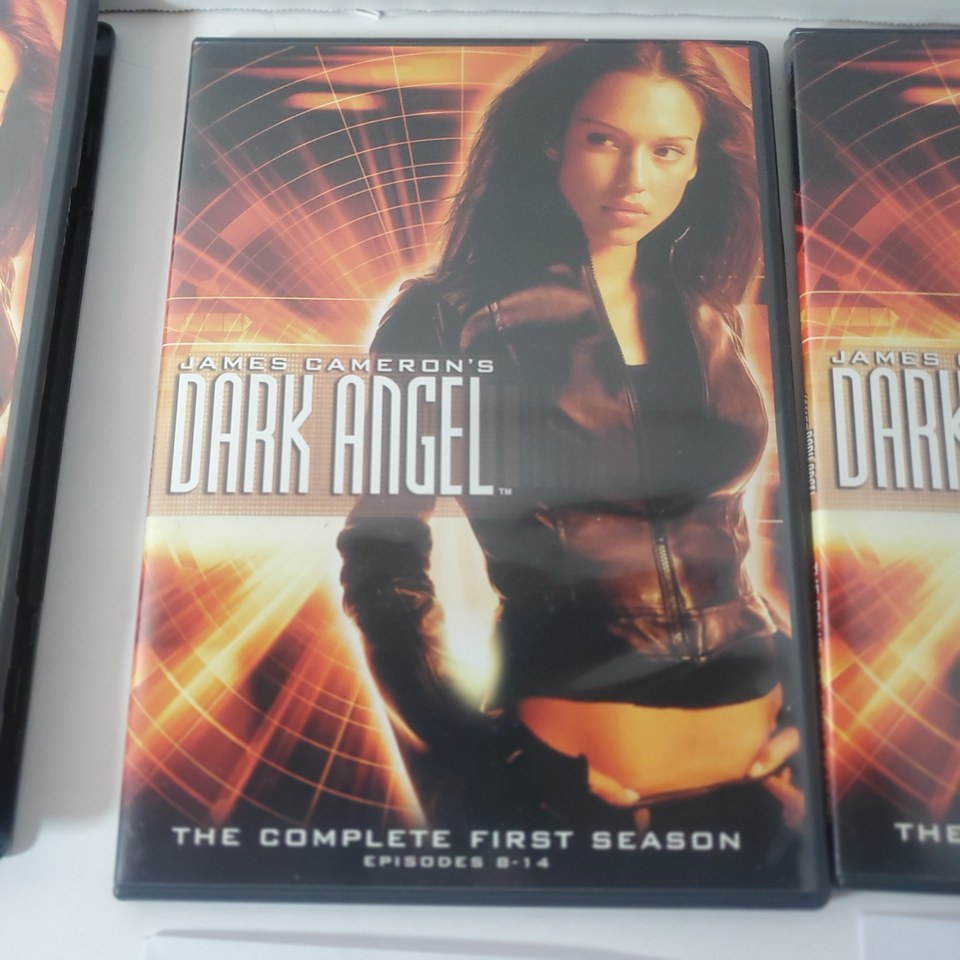 JAMES CAMERON'S
DARK ANGEL™
THE COMPLETE FIRST SEASON
EPISODES 8-14
JAMES
DARK
THE